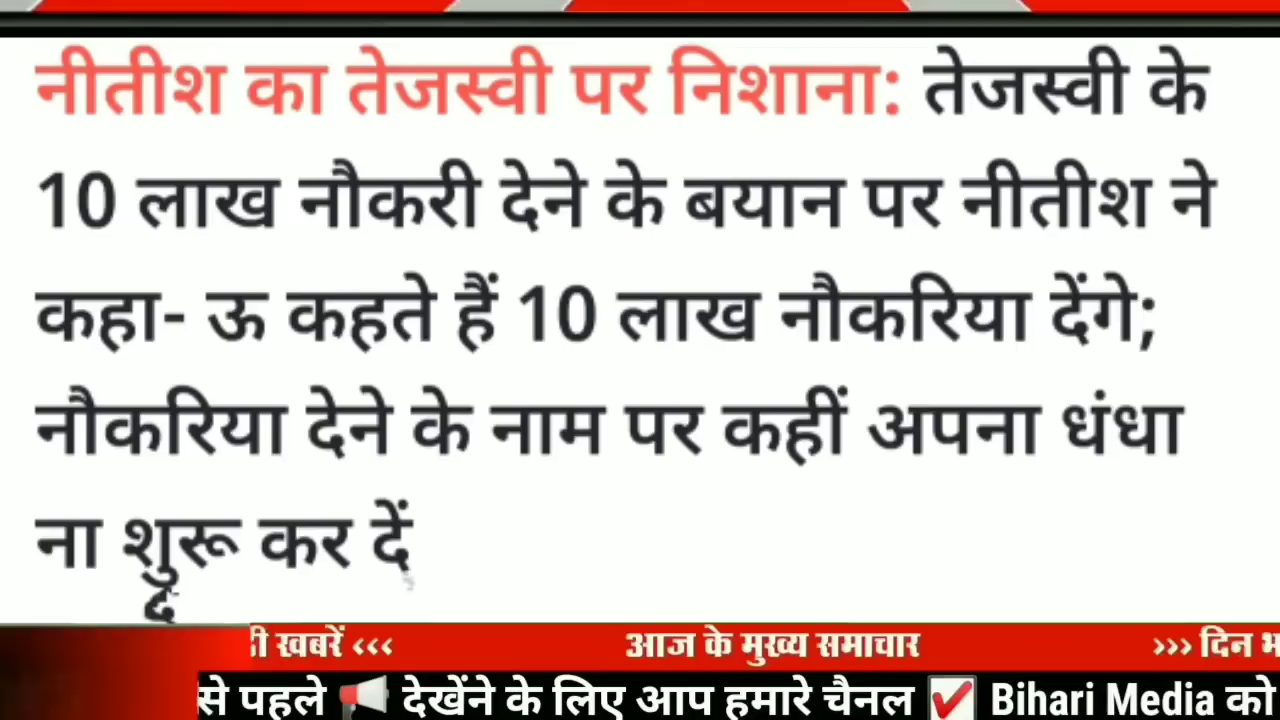 नीतीश का तेजस्वी पर निशाना: तेजस्वी के
10 लाख नौकरी देने के बयान पर नीतीश ने
कहा- ऊ कहते हैं 10 लाख नौकरिया देंगे;
नौकरिया देने के नाम पर कहीं अपना धंधा
ना शुरू कर दें
खबरें <<< आज के मुख्य समाचार >>> दिन
से पहले 📢 देखेंने के लिए आप हमारे चैनल ✔ Bihari Media को